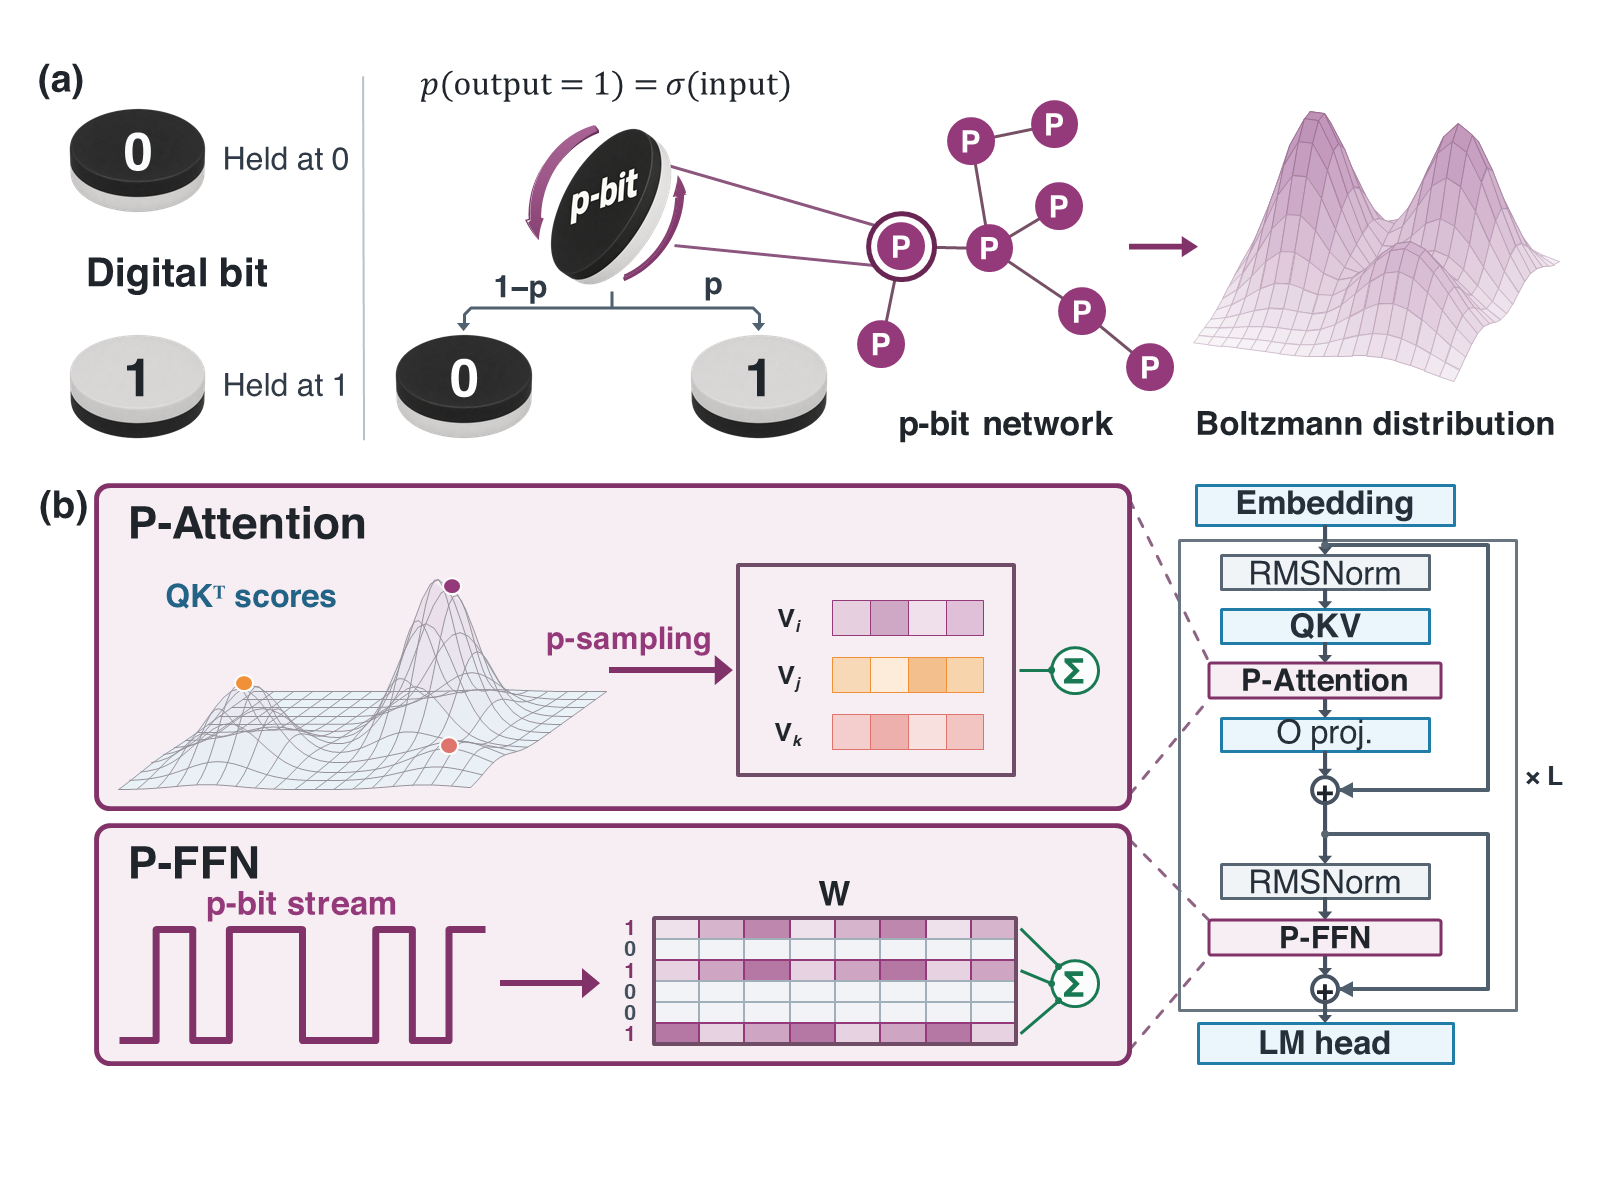 (a)
0
Held at 0
Digital bit
1
Held at 1
p(output = 1) = σ(input)
p-bit
1–p
p
0
1
P
P
P
P
P
P
P
P
p-bit network
Boltzmann distribution
(b)
P-Attention
QKᵀ scores
p-sampling
Vᵢ
Vⱼ
Vₖ
Σ
P-FFN
p-bit stream
W
1
0
1
0
0
1
Σ
Embedding
RMSNorm
QKV
P-Attention
O proj.
+
× L
RMSNorm
P-FFN
+
LM head